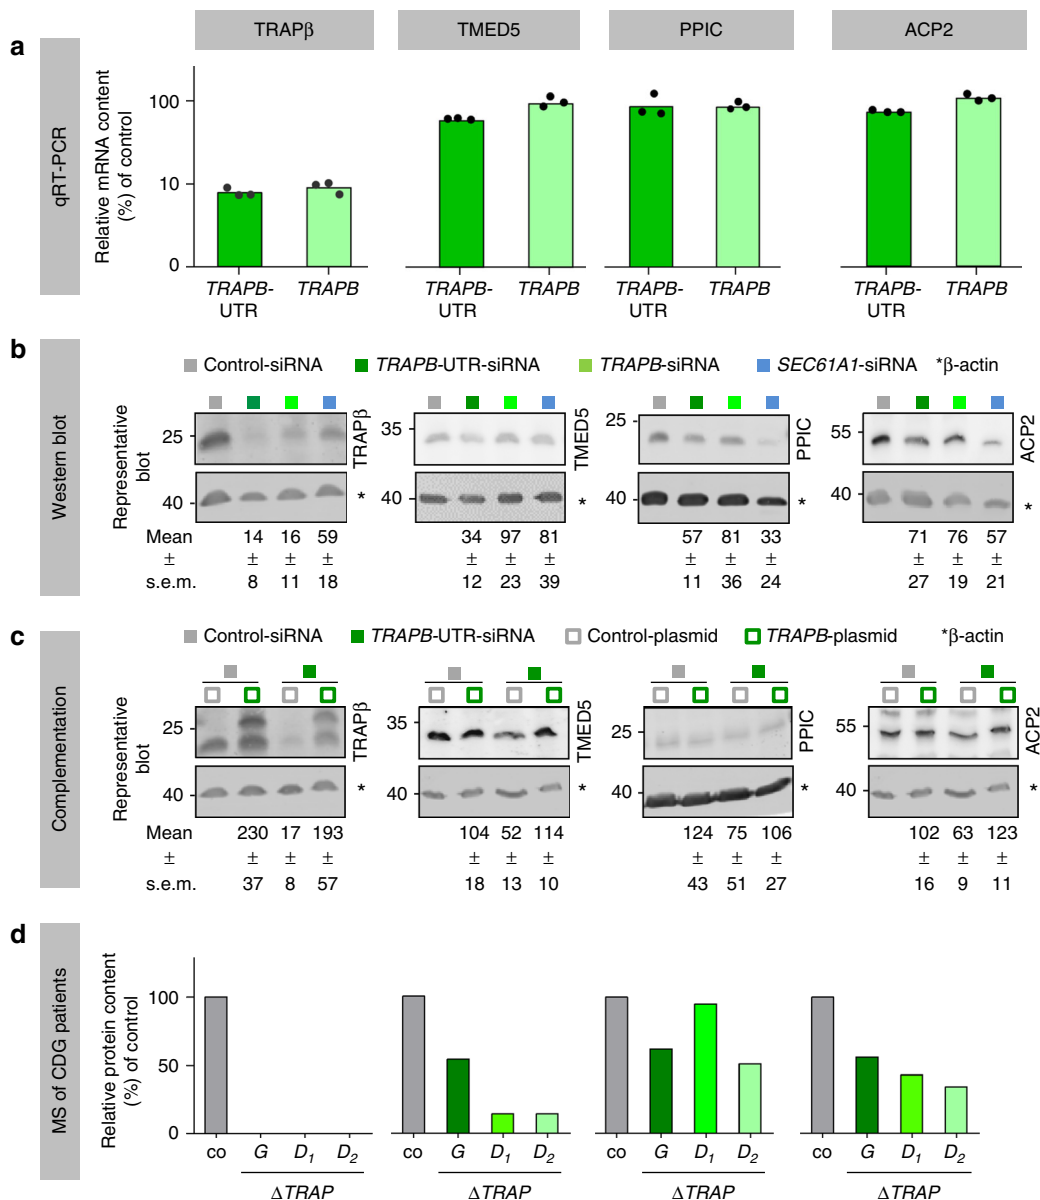 a
TRAPβ TMED5 PPIC ACP2
qRT-PCR
Relative mRNA content
(%) of control
100
10
0
TRAPB-UTR TRAPB TRAPB-UTR TRAPB TRAPB-UTR TRAPB TRAPB-UTR TRAPB
b
Western blot
Control-siRNA TRAPB-UTR-siRNA TRAPB-siRNA SEC61A1-siRNA *β-actin
Representative
blot
25 TRAPβ 35 TMED5 25 PPIC 55 ACP2
40 * 40 * 40 * 40 *
Mean 14 16 59 34 97 81 57 81 33 71 76 57
± ± ± ± ± ± ± ± ± ± ± ± ±
s.e.m. 8 11 18 12 23 39 11 36 24 27 19 21
c
Complementation
Control-siRNA TRAPB-UTR-siRNA Control-plasmid TRAPB-plasmid *β-actin
Representative
blot
25 TRAPβ 35 TMED5 25 PPIC 55 ACP2
40 * 40 * 40 * 40 *
Mean 230 17 193 104 52 114 124 75 106 102 63 123
± ± ± ± ± ± ± ± ± ± ± ± ±
s.e.m. 37 8 57 18 13 10 43 51 27 16 9 11
d
MS of CDG patients
Relative protein content
(%) of control
100
50
0
co G D1 D2 co G D1 D2 co G D1 D2 co G D1 D2
ΔTRAP ΔTRAP ΔTRAP ΔTRAP